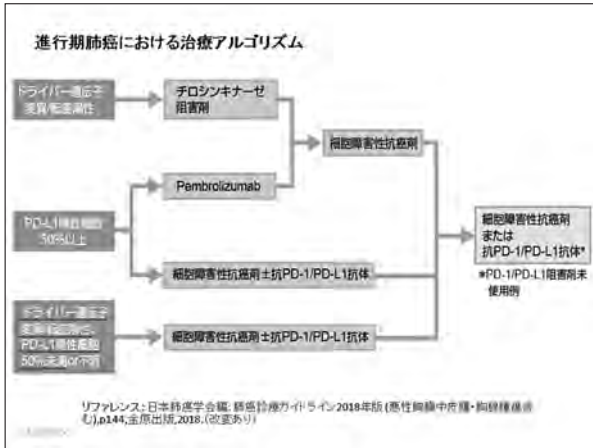 進行期肺癌における治療アルゴリズム
ドライバー遺伝子
変異/転座陽性
チロシンキナーゼ
阻害剤
細胞障害性抗癌剤
Pembrolizumab
PD-L1陽性細胞
50%以上
細胞障害性抗癌剤
または
抗PD-1/PD-L1抗体*
*PD-1/PD-L1阻害剤未
使用例
細胞障害性抗癌剤±抗PD-1/PD-L1抗体
ドライバー遺伝子
変異/転座陰性、
PD-L1陽性細胞
50%未満or不明
細胞障害性抗癌剤±抗PD-1/PD-L1抗体
リファレンス：日本肺癌学会編: 肺癌診療ガイドライン2018年版（悪性胸膜中皮腫・胸腺腫瘍含
む),p144,金原出版,2018.(改変あり)